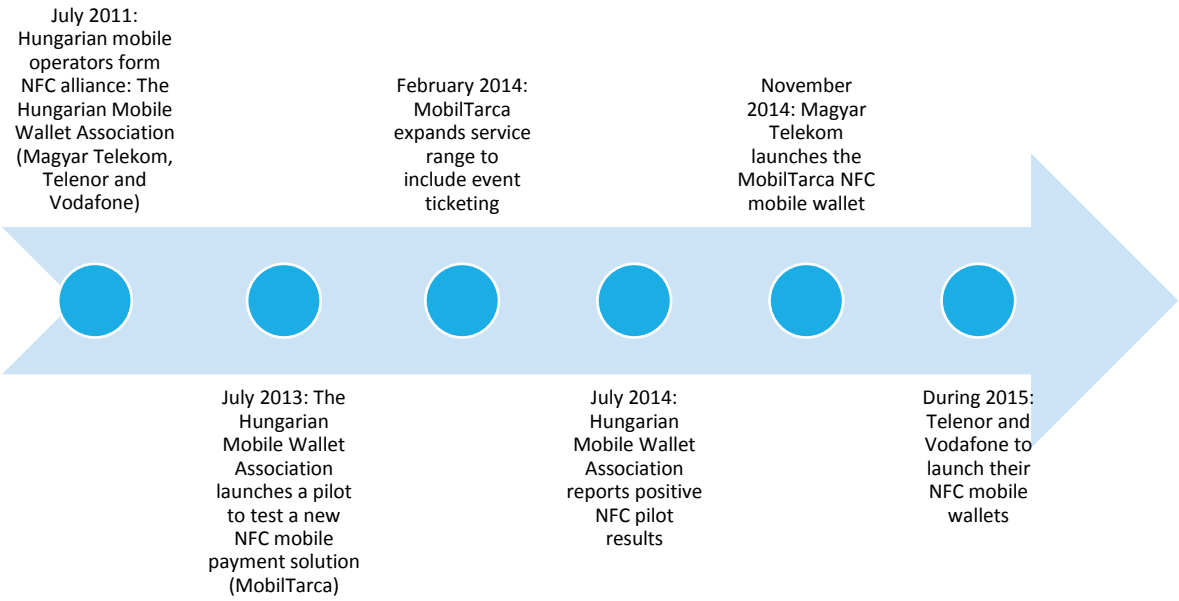 July 2011:
Hungarian mobile
operators form
NFC alliance: The
Hungarian Mobile
Wallet Association
(Magyar Telekom,
Telenor and
Vodafone)
July 2013: The
Hungarian
Mobile Wallet
Association
launches a pilot
to test a new
NFC mobile
payment solution
(MobilTarca)
February 2014:
MobilTarca
expands service
range to
include event
ticketing
July 2014:
Hungarian
Mobile Wallet
Association
reports positive
NFC pilot
results
November
2014: Magyar
Telekom
launches the
MobilTarca NFC
mobile wallet
During 2015:
Telenor and
Vodafone to
launch their
NFC mobile
wallets